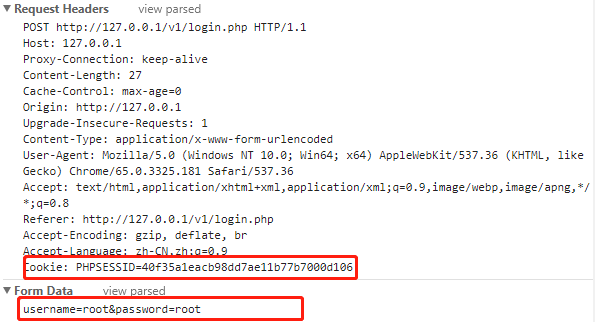 Request Headers view parsed
POST http://127.0.0.1/v1/login.php HTTP/1.1
Host: 127.0.0.1
Proxy-Connection: keep-alive
Content-Length: 27
Cache-Control: max-age=0
Origin: http://127.0.0.1
Upgrade-Insecure-Requests: 1
Content-Type: application/x-www-form-urlencoded
User-Agent: Mozilla/5.0 (Windows NT 10.0; Win64; x64) AppleWebKit/537.36 (KHTML, like
Gecko) Chrome/65.0.3325.181 Safari/537.36
Accept: text/html,application/xhtml+xml,application/xml;q=0.9,image/webp,image/apng,*/
*;q=0.8
Referer: http://127.0.0.1/v1/login.php
Accept-Encoding: gzip, deflate, br
Accept-Language: zh-CN,zh;q=0.9
Cookie: PHPSESSID=40f35a1eacb98dd7ae11b77b7000d106
Form Data view parsed
username=root&password=root